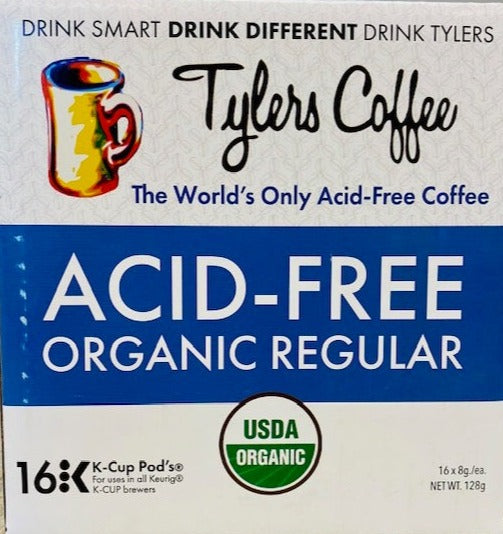 DRINK SMART DRINK DIFFERENT DRINK TYLERS
Tylers Coffee
The World's Only Acid-Free Coffee
ACID-FREE
ORGANIC REGULAR
USDA
ORGANIC
16 K-Cup Pod's®
For uses in all Keurig®
K-CUP brewers
16 x 8g./ea.
NET WT. 128g